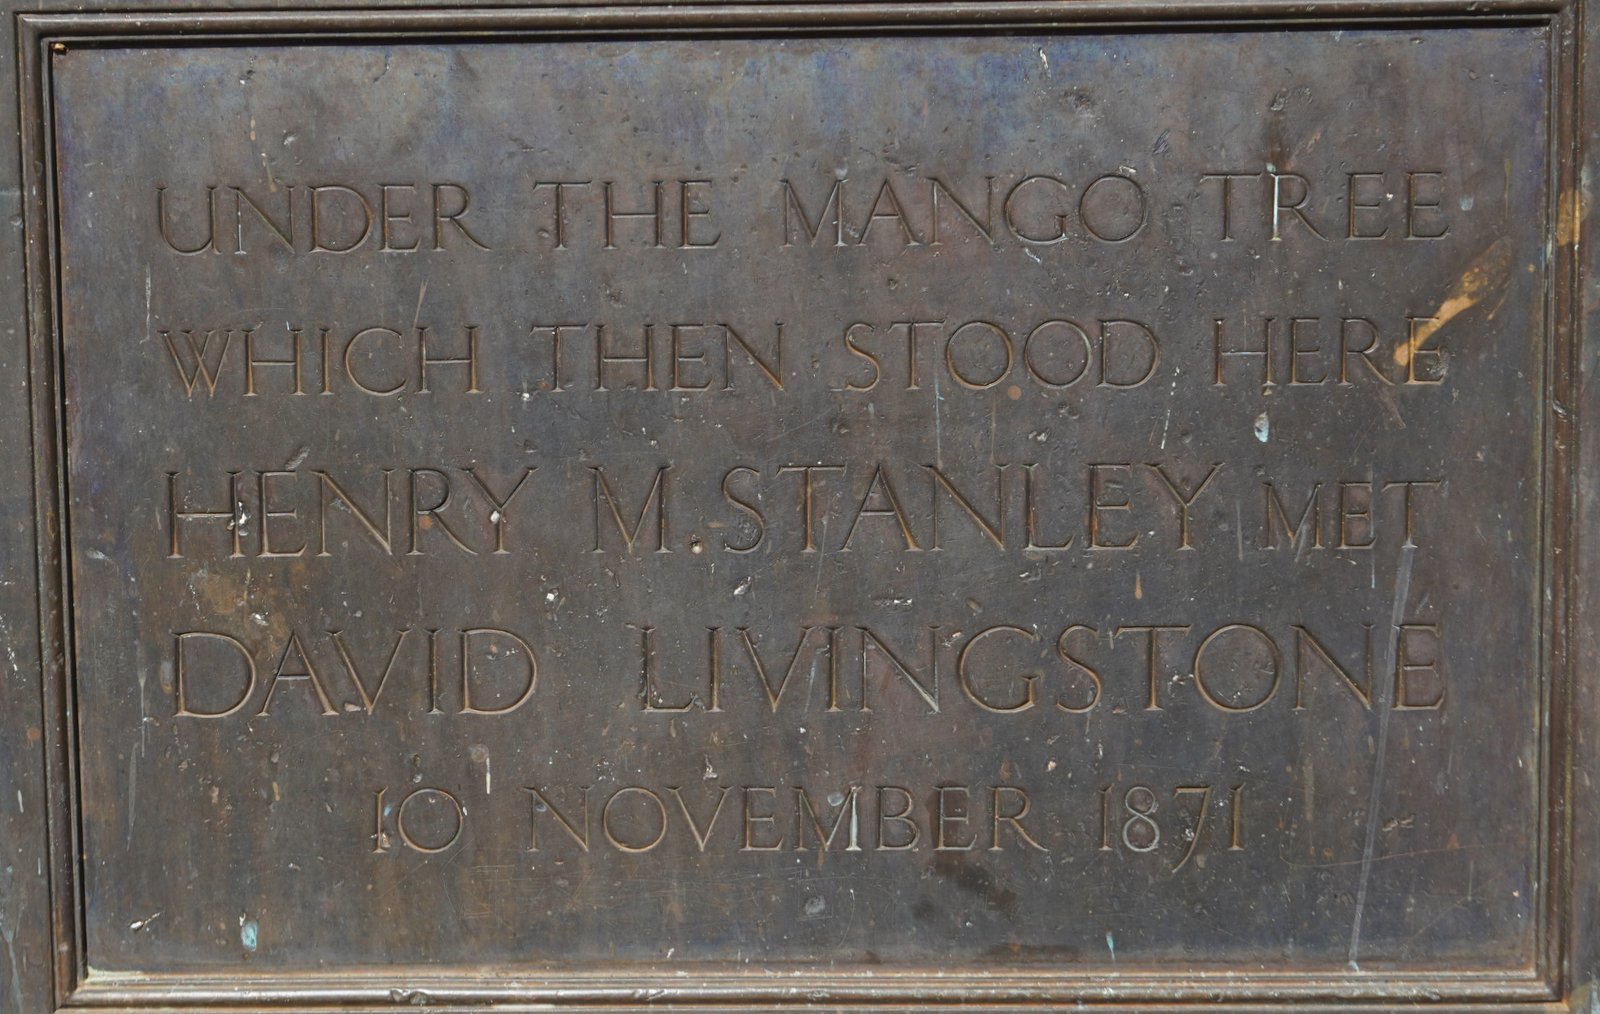 UNDER THE MANGO TREE
WHICH THEN STOOD HERE
HENRY M. STANLEY MET
DAVID LIVINGSTONE
10 NOVEMBER 1871